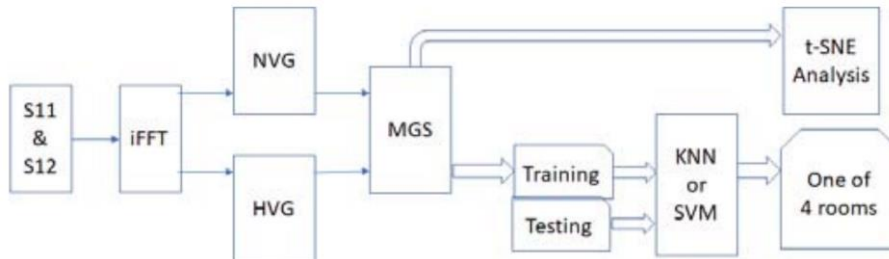 S11
&
S12
iFFT
NVG
HVG
MGS
t-SNE
Analysis
Training
Testing
KNN
or
SVM
One of
4 rooms